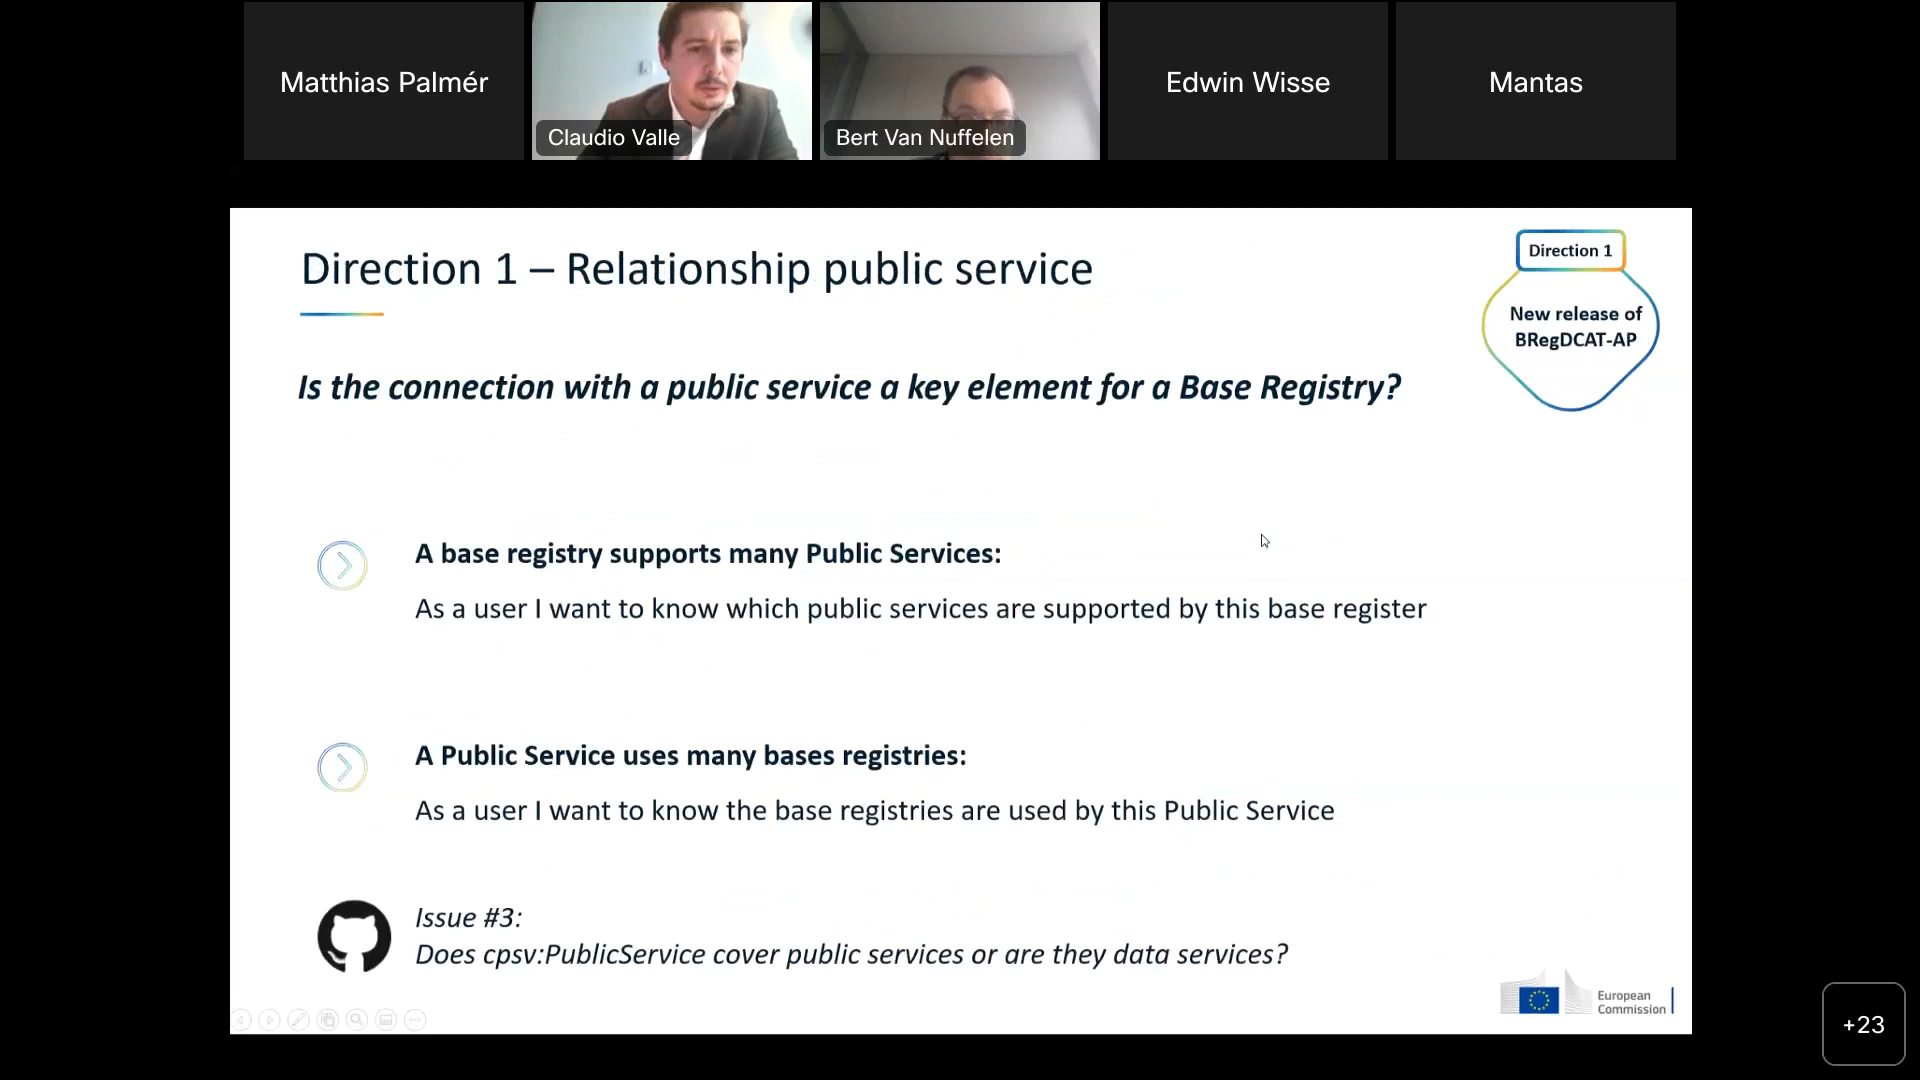 Matthias Palmér
Claudio Valle
Bert Van Nuffelen
Edwin Wisse
Mantas
Direction 1 – Relationship public service
Direction 1
New release of
BRegDCAT-AP
Is the connection with a public service a key element for a Base Registry?
A base registry supports many Public Services:
As a user I want to know which public services are supported by this base register
A Public Service uses many bases registries:
As a user I want to know the base registries are used by this Public Service
Issue #3:
Does cpsv:PublicService cover public services or are they data services?
European
Commission
+23